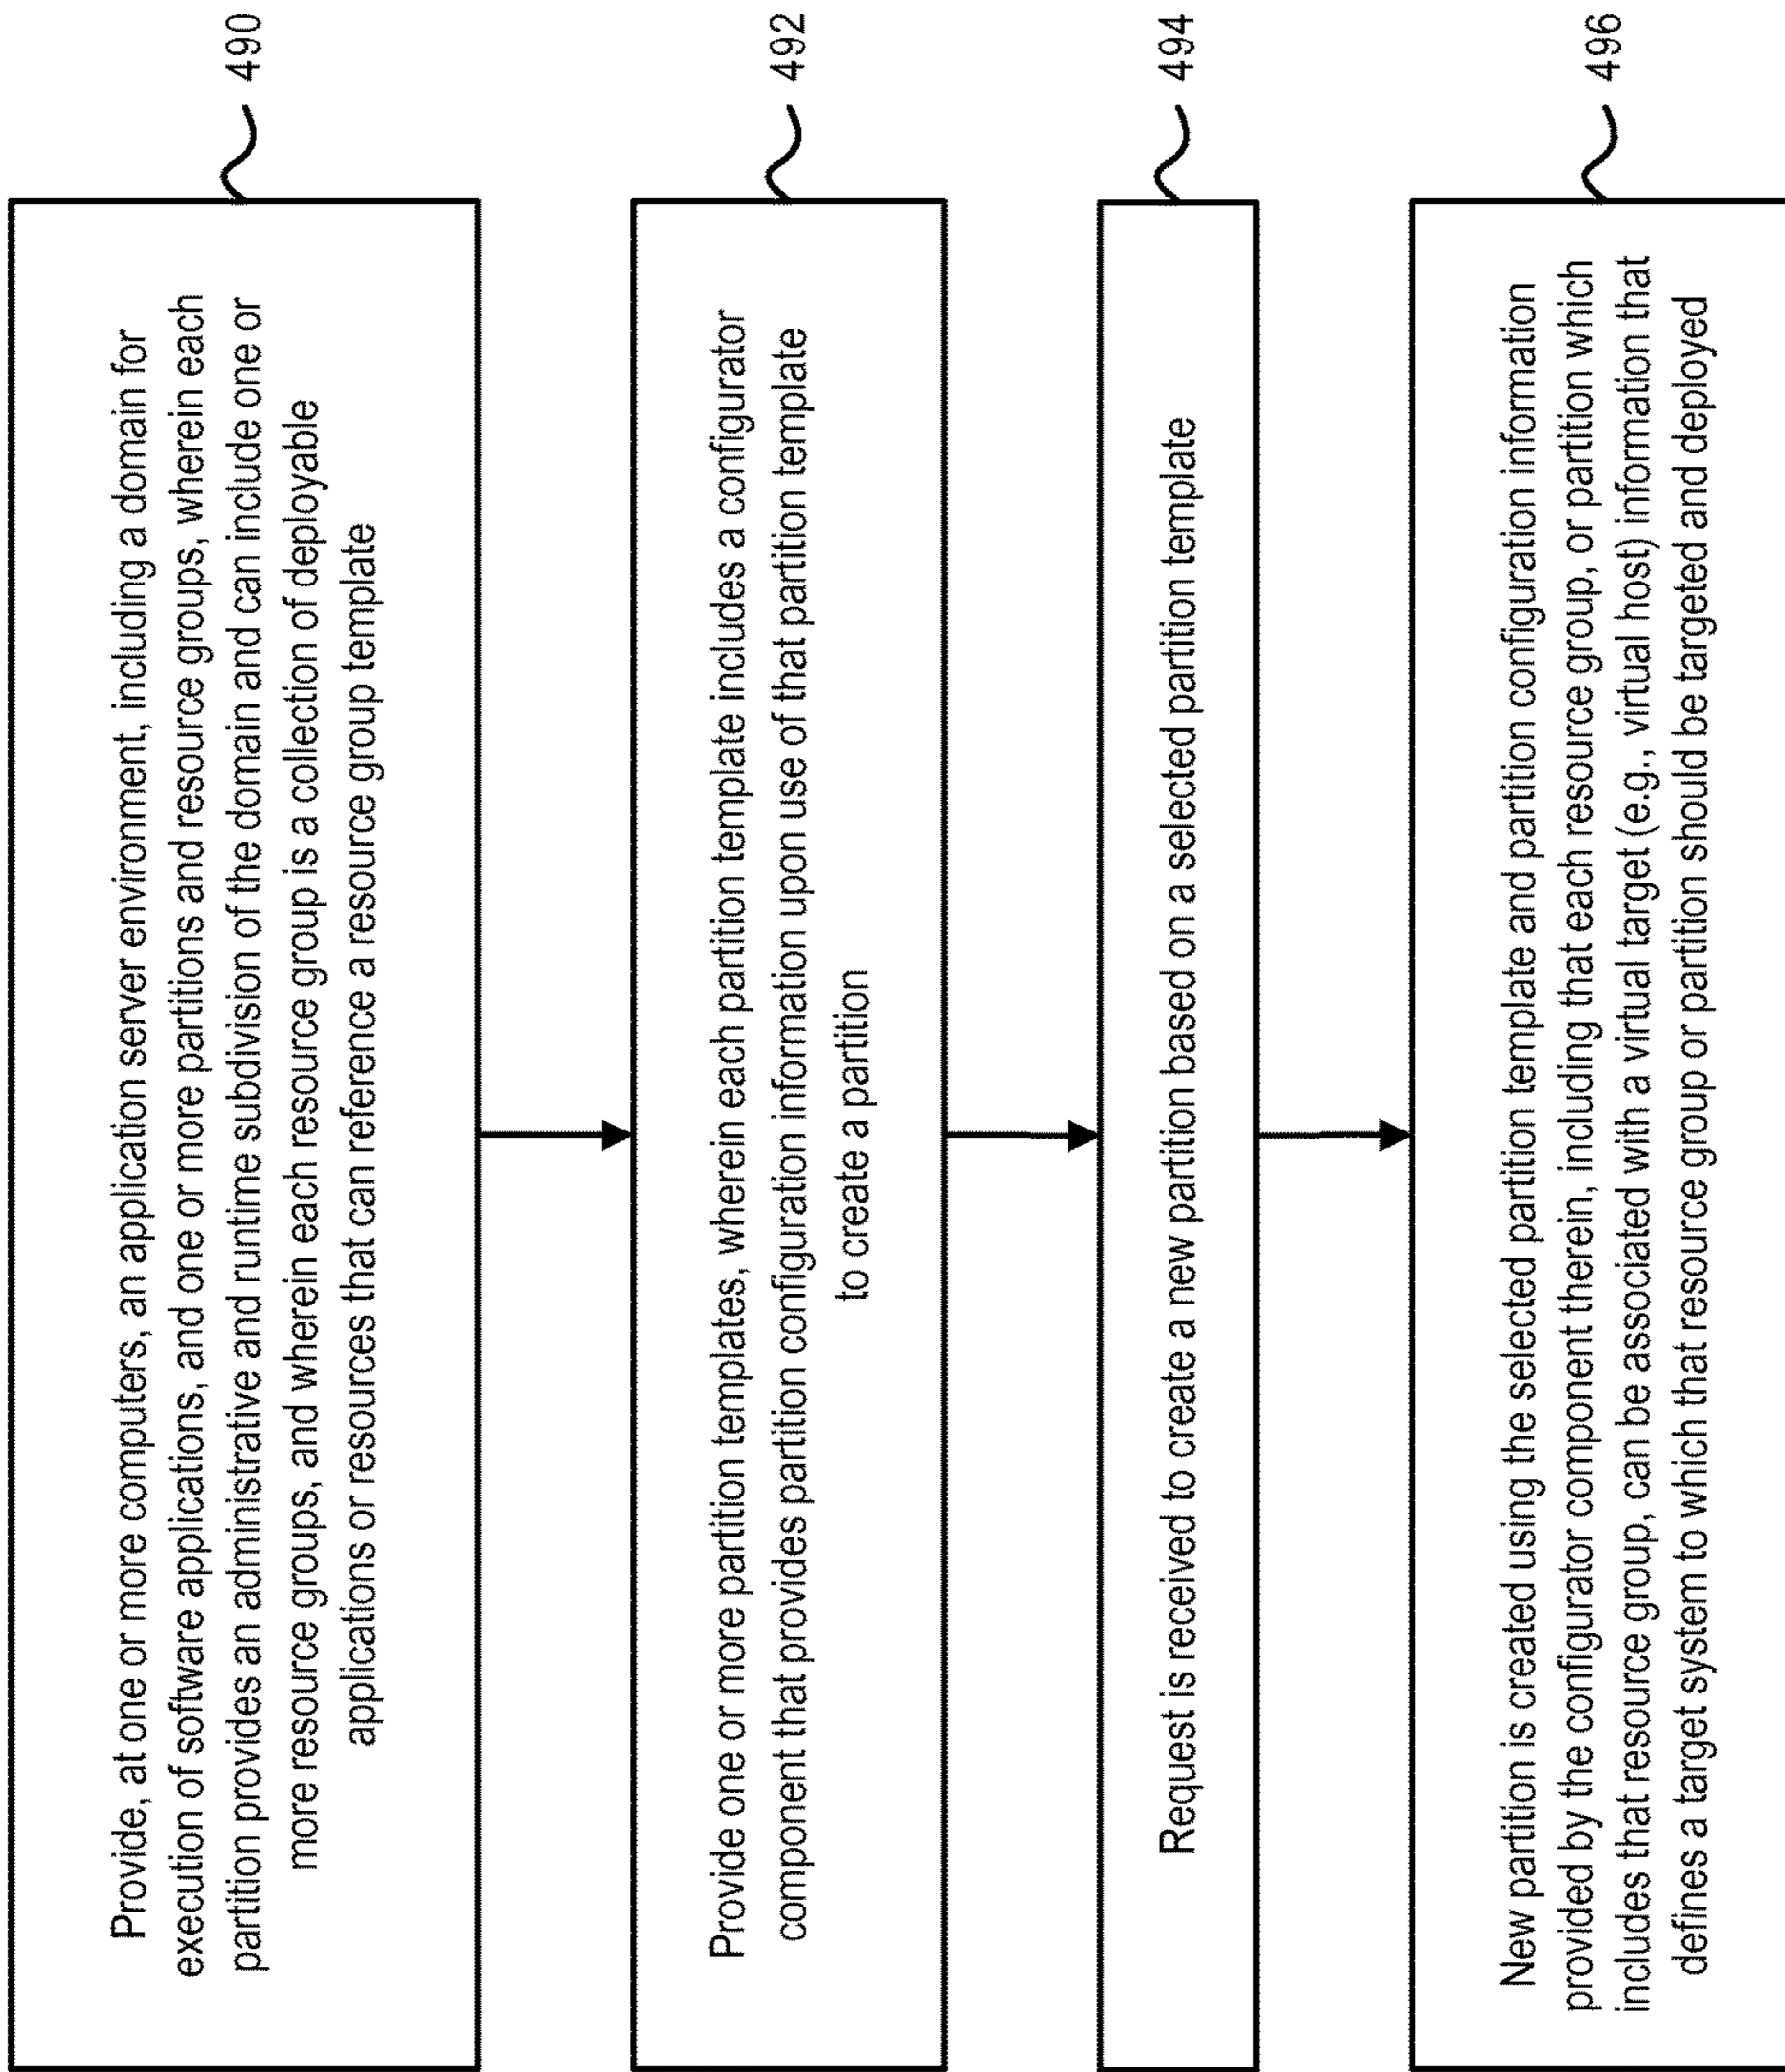 Provide, at one or more computers, an application server environment, including a domain for
execution of software applications, and one or more partitions and resource groups, wherein each
partition provides an administrative and runtime subdivision of the domain and can include one or
more resource groups, and wherein each resource group is a collection of deployable
applications or resources that can reference a resource group template
490
Provide one or more partition templates, wherein each partition template includes a configurator
component that provides partition configuration information upon use of that partition template
to create a partition
492
Request is received to create a new partition based on a selected partition template
494
New partition is created using the selected partition template and partition configuration information
provided by the configurator component therein, including that each resource group, or partition which
includes that resource group, can be associated with a virtual target (e.g., virtual host) information that
defines a target system to which that resource group or partition should be targeted and deployed
496